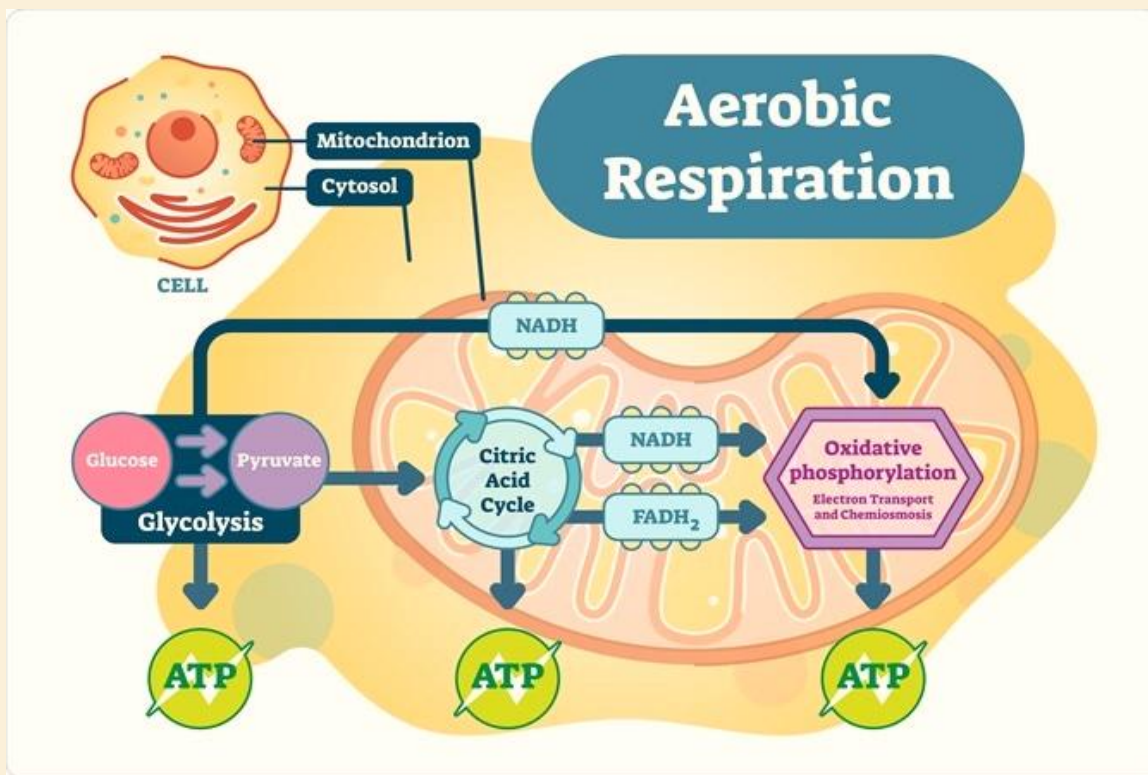 Aerobic
Respiration
Mitochondrion
Cytosol
CELL
NADH
Glucose
Pyruvate
Glycolysis
Citric
Acid
Cycle
NADH
FADH₂
Oxidative
phosphorylation
Electron Transport
and Chemiosmosis
ATP
ATP
ATP